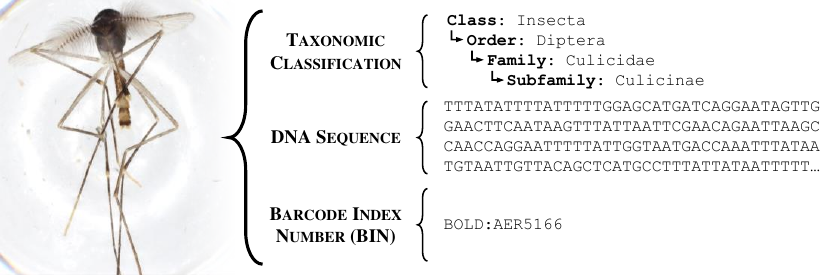 TAXONOMIC
CLASSIFICATION
Class: Insecta
Order: Diptera
Family: Culicidae
Subfamily: Culicinae
DNA SEQUENCE
TTTATATTTTATTTTTGGAGCATGATCAGGAATAGTTG
GAACTTCAATAAGTTTATTAATTCGAACAGAATTAAGC
CAACCAGGAATTTTTATTGGTAATGACCAAATTTATAA
TGTAATTGTTACAGCTCATGCCTTTATTATAATTTTT…
BARCODE INDEX
NUMBER (BIN)
BOLD:AER5166